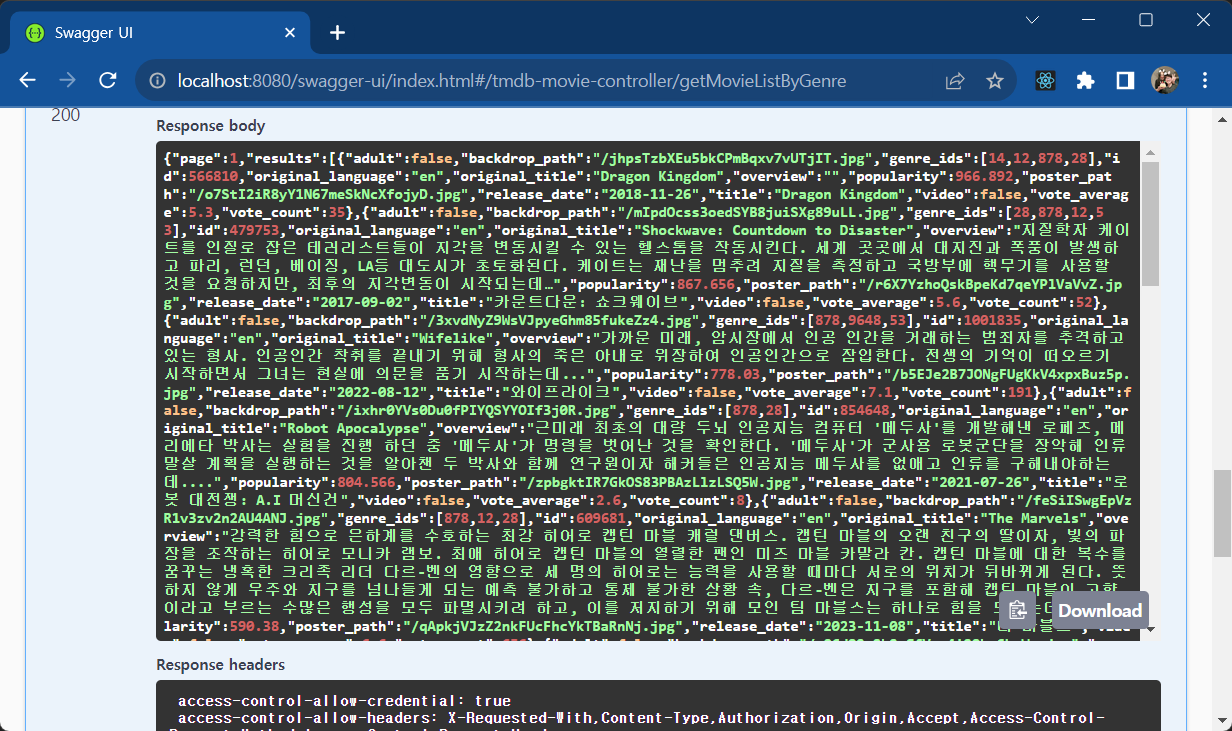 Swagger UI
localhost:8080/swagger-ui/index.html#/tmdb-movie-controller/getMovieListByGenre
200
Response body
{"page":1,"results":[{"adult":false,"backdrop_path":"/jhpsTzbXEu5bkCPmBqxv7vUTjIT.jpg","genre_ids":[14,12,878,28],"i
d":566810,"original_language":"en","original_title":"Dragon Kingdom","overview":"","popularity":966.892,"poster_pat
h":"/o7StI2iR8yY1N67meSkNcXfojyD.jpg","release_date":"2018-11-26","title":"Dragon Kingdom","video":false,"vote_averag
e":5.3,"vote_count":35},{"adult":false,"backdrop_path":"/mIpdOcss3oedSYB8juiSXg89uLL.jpg","genre_ids":[28,878,12,5
3],"id":479753,"original_language":"en","original_title":"Shockwave: Countdown to Disaster","overview":"지질학자 케이
트를 인질로 잡은 테러리스트들이 지각을 변동시킬 수 있는 헬스톰을 작동시킨다. 세계 곳곳에서 대지진과 폭풍이 발생하
고 파리, 런던, 베이징, LA등 대도시가 초토화된다. 케이트는 재난을 멈추려 지질을 측정하고 국방부에 핵무기를 사용할
것을 요청하지만, 최후의 지각변동이 시작되는데…","popularity":867.656,"poster_path":"/r6X7YzhoQskBpeKd7qeYP1VaVvZ.jp
g","release_date":"2017-09-02","title":"카운트다운: 쇼크웨이브","video":false,"vote_average":5.6,"vote_count":52},
{"adult":false,"backdrop_path":"/3xvdNyZ9WsVJpyeGhm85fukeZz4.jpg","genre_ids":[878,9648,53],"id":1001835,"original_la
nguage":"en","original_title":"Wifelike","overview":"가까운 미래, 암시장에서 인공 인간을 거래하는 범죄자를 추격하고
있는 형사. 인공인간 착취를 끝내기 위해 형사의 죽은 아내로 위장하여 인공인간으로 잠입한다. 전생의 기억이 떠오르기
시작하면서 그녀는 현실에 의문을 품기 시작하는데...","popularity":778.03,"poster_path":"/b5EJe2B7JONgFUgKkV4xpxBuz5p.
jpg","release_date":"2022-08-12","title":"와이프라이크","video":false,"vote_average":7.1,"vote_count":191},{"adult":f
alse,"backdrop_path":"/ixhr0YVs0Du0fPIYQSYYOIf3j0R.jpg","genre_ids":[878,28],"id":854648,"original_language":"en","or
iginal_title":"Robot Apocalypse","overview":"근미래 최초의 대량 두뇌 인공지능 컴퓨터 '메두사'를 개발해낸 로페즈, 메
리에타 박사는 실험을 진행 하던 중 '메두사'가 명령을 벗어난 것을 확인한다. '메두사'가 군사용 로봇군단을 장악해 인류
말살 계획을 실행하는 것을 알아챈 두 박사와 함께 연구원이자 해커들은 인공지능 메두사를 없애고 인류를 구해내야하는
데....","popularity":804.566,"poster_path":"/zpbgktIR7GkOS83PBAzLlzLSQ5W.jpg","release_date":"2021-07-26","title":"로
봇 대전쟁: A.I 머신건","video":false,"vote_average":2.6,"vote_count":8},{"adult":false,"backdrop_path":"/feSiISwgEpVz
R1v3zv2n2AU4ANJ.jpg","genre_ids":[878,12,28],"id":609681,"original_language":"en","original_title":"The Marvels","ove
rview":"강력한 힘으로 은하계를 수호하는 최강 히어로 캡틴 마블 캐럴 댄버스. 캡틴 마블의 오랜 친구의 딸이자, 빛의 파
장을 조작하는 히어로 모니카 램보. 최애 히어로 캡틴 마블의 열렬한 팬인 미즈 마블 카말라 칸. 캡틴 마블에 대한 복수를
꿈꾸는 냉혹한 크리족 리더 다르-벤의 영향으로 세 명의 히어로는 능력을 사용할 때마다 서로의 위치가 뒤바뀌게 된다. 뜻
하지 않게 우주와 지구를 넘나들게 되는 예측 불가하고 통제 불가한 상황 속, 다르-벤은 지구를 포함해 캡틴 마블이 고향
이라고 부르는 수많은 행성을 모두 파멸시키려 하고, 이를 저지하기 위해 모인 팀 마블스는 하나로 힘을
larity":590.38,"poster_path":"/qApkjVJzZ2nkFUcFhcYkTBaRnNj.jpg","release_date":"2023-11-08","title":"더
Download
Response headers
access-control-allow-credential: true
access-control-allow-headers: X-Requested-With,Content-Type,Authorization,Origin,Accept,Access-Control-